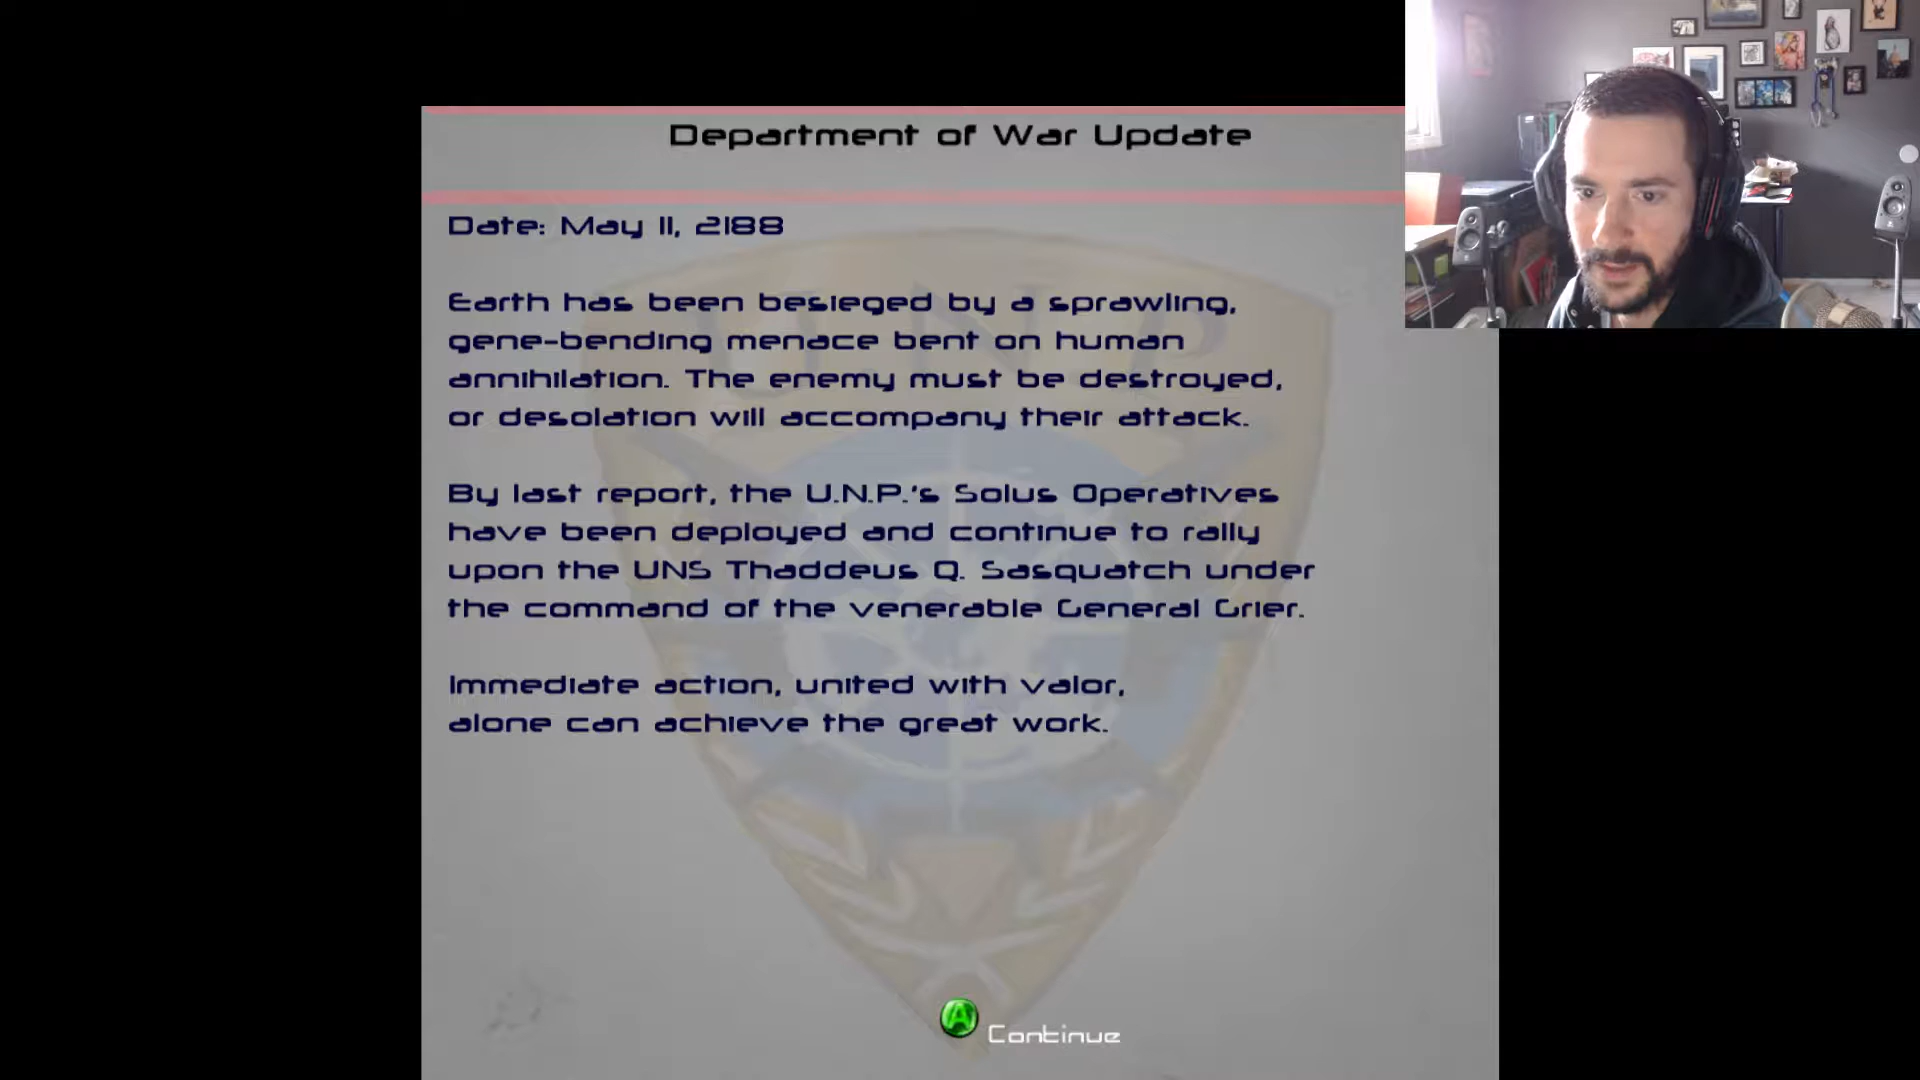 Department of War Update
Date: May 11, 2188
Earth has been besieged by a sprawling,
gene-bending menace bent on human
annihilation. The enemy must be destroyed,
or desolation will accompany their attack.
By last report, the U.N.P.'s Solus Operatives
have been deployed and continue to rally
upon the UNS Thaddeus Q. Sasquatch under
the command of the venerable General Grier.
Immediate action, united with valor,
alone can achieve the great work.
U.N.P
A Continue